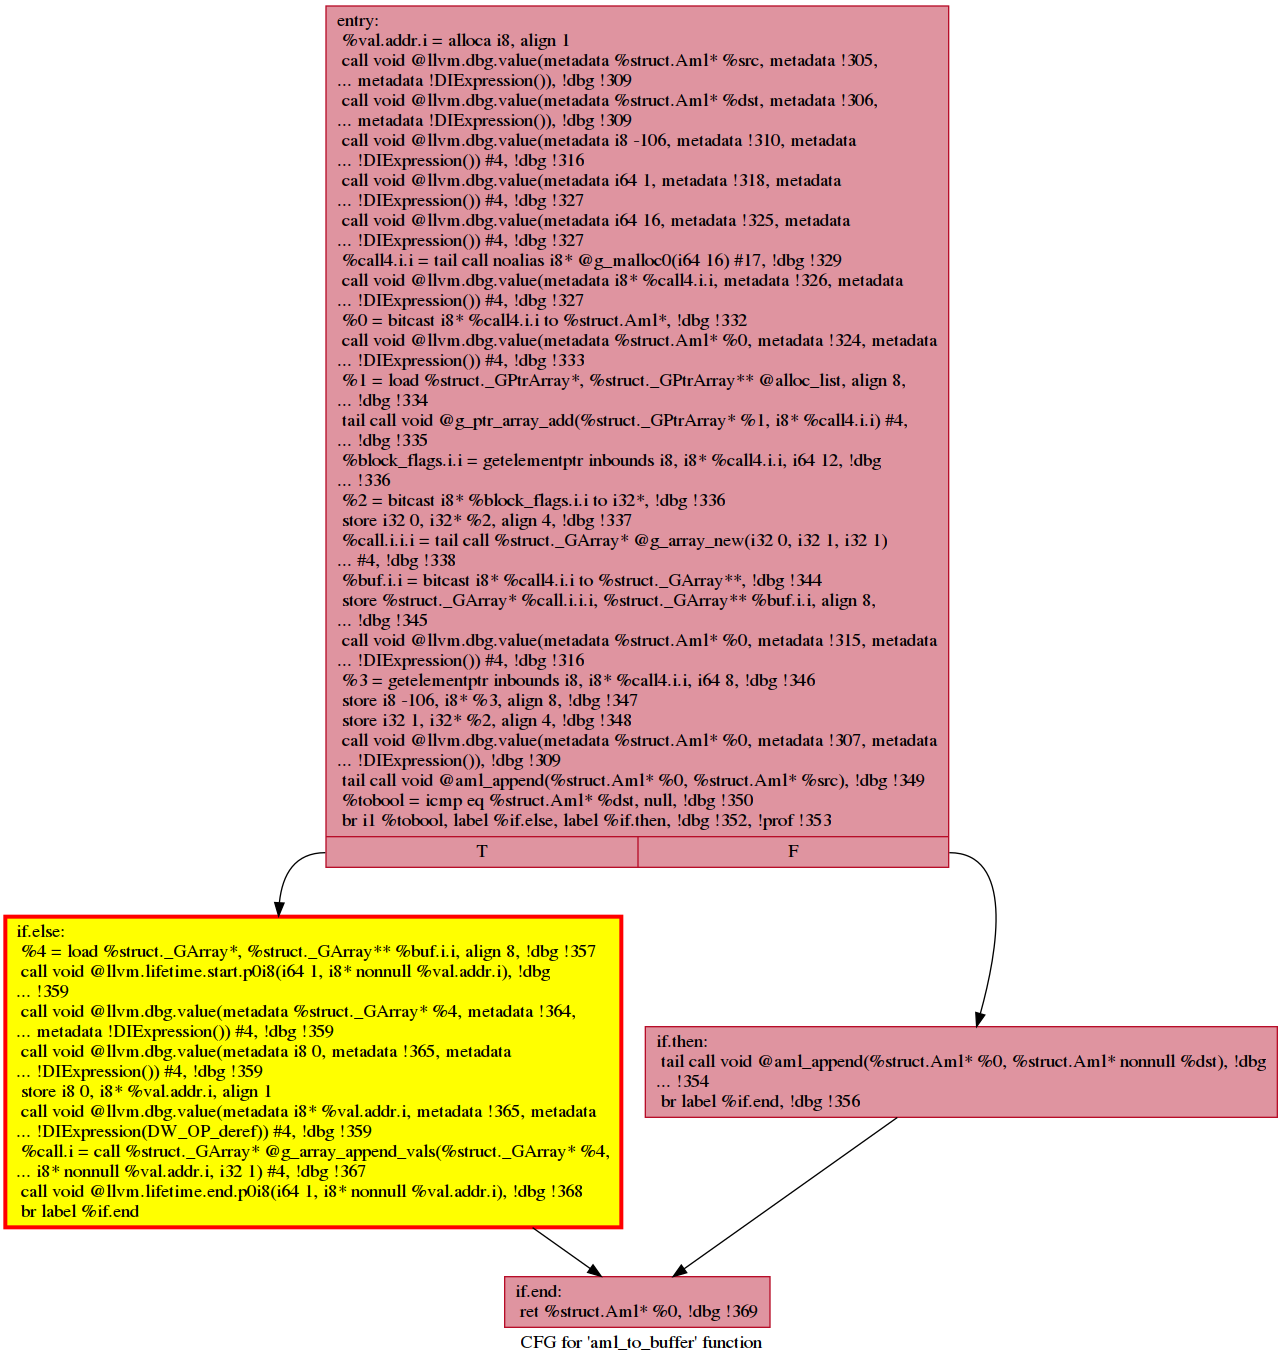 entry:
%val.addr.i = alloca i8, align 1
call void @llvm.dbg.value(metadata %struct.Aml* %src, metadata !305,
... metadata !DIExpression()), !dbg !309
call void @llvm.dbg.value(metadata %struct.Aml* %dst, metadata !306,
... metadata !DIExpression()), !dbg !309
call void @llvm.dbg.value(metadata i8 -106, metadata !310, metadata
... !DIExpression()) #4, !dbg !316
call void @llvm.dbg.value(metadata i64 1, metadata !318, metadata
... !DIExpression()) #4, !dbg !327
call void @llvm.dbg.value(metadata i64 16, metadata !325, metadata
... !DIExpression()) #4, !dbg !327
%call4.i.i = tail call noalias i8* @g_malloc0(i64 16) #17, !dbg !329
call void @llvm.dbg.value(metadata i8* %call4.i.i, metadata !326, metadata
... !DIExpression()) #4, !dbg !327
%0 = bitcast i8* %call4.i.i to %struct.Aml*, !dbg !332
call void @llvm.dbg.value(metadata %struct.Aml* %0, metadata !324, metadata
... !DIExpression()) #4, !dbg !333
%1 = load %struct._GPtrArray*, %struct._GPtrArray** @alloc_list, align 8,
... !dbg !334
tail call void @g_ptr_array_add(%struct._GPtrArray* %1, i8* %call4.i.i) #4,
... !dbg !335
%block_flags.i.i = getelementptr inbounds i8, i8* %call4.i.i, i64 12, !dbg
... !336
%2 = bitcast i8* %block_flags.i.i to i32*, !dbg !336
store i32 0, i32* %2, align 4, !dbg !337
%call.i.i.i = tail call %struct._GArray* @g_array_new(i32 0, i32 1, i32 1)
... #4, !dbg !338
%buf.i.i = bitcast i8* %call4.i.i to %struct._GArray**, !dbg !344
store %struct._GArray* %call.i.i.i, %struct._GArray** %buf.i.i, align 8,
... !dbg !345
call void @llvm.dbg.value(metadata %struct.Aml* %0, metadata !315, metadata
... !DIExpression()) #4, !dbg !316
%3 = getelementptr inbounds i8, i8* %call4.i.i, i64 8, !dbg !346
store i8 -106, i8* %3, align 8, !dbg !347
store i32 1, i32* %2, align 4, !dbg !348
call void @llvm.dbg.value(metadata %struct.Aml* %0, metadata !307, metadata
... !DIExpression()), !dbg !309
tail call void @aml_append(%struct.Aml* %0, %struct.Aml* %src), !dbg !349
%tobool = icmp eq %struct.Aml* %dst, null, !dbg !350
br i1 %tobool, label %if.else, label %if.then, !dbg !352, !prof !353
T F
if.else:
%4 = load %struct._GArray*, %struct._GArray** %buf.i.i, align 8, !dbg !357
call void @llvm.lifetime.start.p0i8(i64 1, i8* nonnull %val.addr.i), !dbg
... !359
call void @llvm.dbg.value(metadata %struct._GArray* %4, metadata !364,
... metadata !DIExpression()) #4, !dbg !359
call void @llvm.dbg.value(metadata i8 0, metadata !365, metadata
... !DIExpression()) #4, !dbg !359
store i8 0, i8* %val.addr.i, align 1
call void @llvm.dbg.value(metadata i8* %val.addr.i, metadata !365, metadata
... !DIExpression(DW_OP_deref)) #4, !dbg !359
%call.i = call %struct._GArray* @g_array_append_vals(%struct._GArray* %4,
... i8* nonnull %val.addr.i, i32 1) #4, !dbg !367
call void @llvm.lifetime.end.p0i8(i64 1, i8* nonnull %val.addr.i), !dbg !368
br label %if.end
if.then:
tail call void @aml_append(%struct.Aml* %0, %struct.Aml* nonnull %dst), !dbg
... !354
br label %if.end, !dbg !356
if.end:
ret %struct.Aml* %0, !dbg !369
CFG for 'aml_to_buffer' function